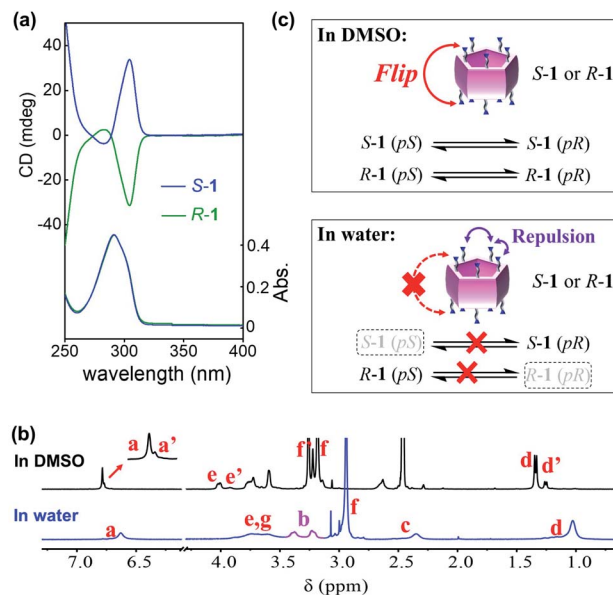 (a)
40
20
0
-20
-40
CD (mdeg)
S-1
R-1
0.4
0.2
0
Abs.
250 300 350 400
wavelength (nm)
(c)
In DMSO:
Flip
S-1 or R-1
S-1 (pS) S-1 (pR)
R-1 (pS) R-1 (pR)
In water:
Repulsion
S-1 or R-1
S-1 (pS) S-1 (pR)
R-1 (pS) R-1 (pR)
(b)
In DMSO
a a'
e e' f' f d d'
In water
a e,g b f c d
7.0 6.5 4.0 3.5 3.0 2.5 2.0 1.5 1.0
δ (ppm)